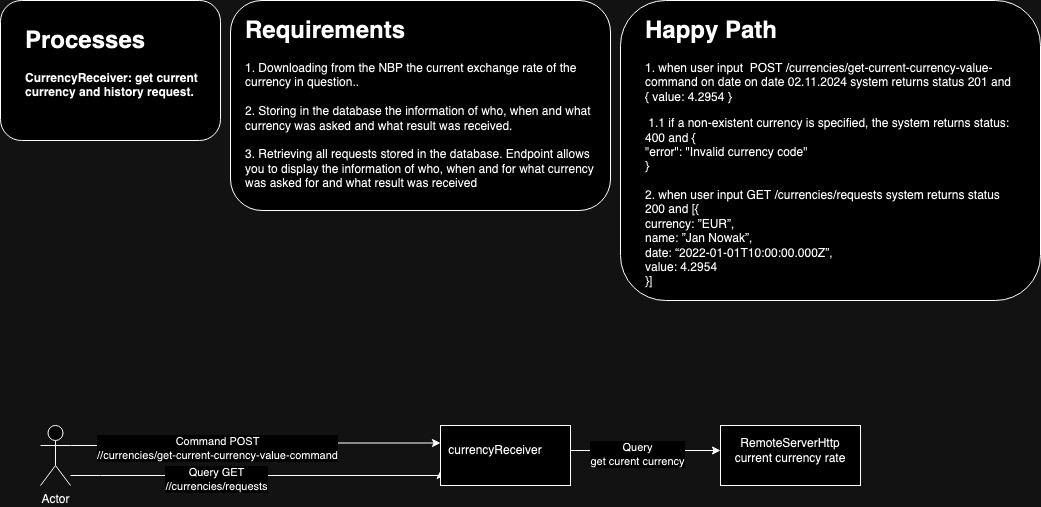 Processes
CurrencyReceiver: get current
currency and history request.
Requirements
1. Downloading from the NBP the current exchange rate of the
currency in question..
2. Storing in the database the information of who, when and what
currency was asked and what result was received.
3. Retrieving all requests stored in the database. Endpoint allows
you to display the information of who, when and for what currency
was asked for and what result was received
Happy Path
1. when user input  POST /currencies/get-current-currency-value-
command on date on date 02.11.2024 system returns status 201 and
{ value: 4.2954 }
1.1 if a non-existent currency is specified, the system returns status:
400 and {
"error": "Invalid currency code"
}
2. when user input GET /currencies/requests system returns status
200 and [{
currency: ”EUR”,
name: ”Jan Nowak”,
date: “2022-01-01T10:00:00.000Z”,
value: 4.2954
}]
Command POST
//currencies/get-current-currency-value-command
Query GET
//currencies/requests
Actor
currencyReceiver
Query
get curent currency
RemoteServerHttp
current currency rate